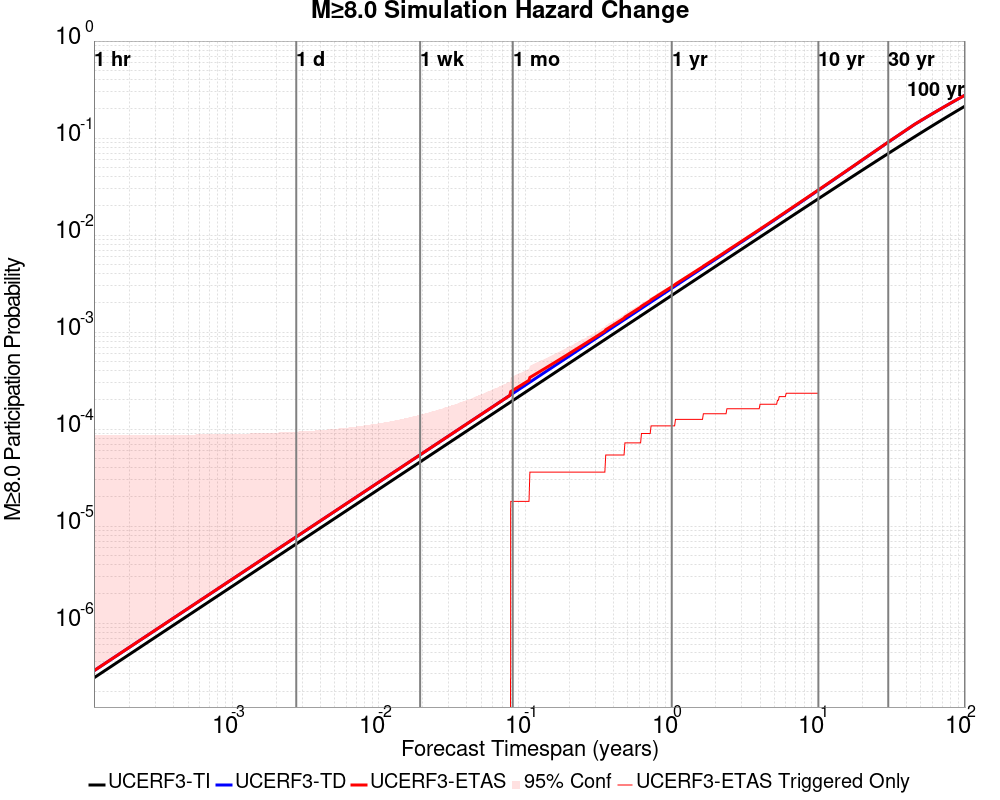 M≥8.0 Simulation Hazard Change
1 hr 1 d 1 wk 1 mo 1 yr 10 yr 30 yr
100 yr
10^0
10^-1
10^-2
10^-3
10^-4
10^-5
10^-6
M≥8.0 Participation Probability
10^-3 10^-2 10^-1 10^0 10^1 10^2
Forecast Timespan (years)
UCERF3-TI UCERF3-TD UCERF3-ETAS 95% Conf UCERF3-ETAS Triggered Only